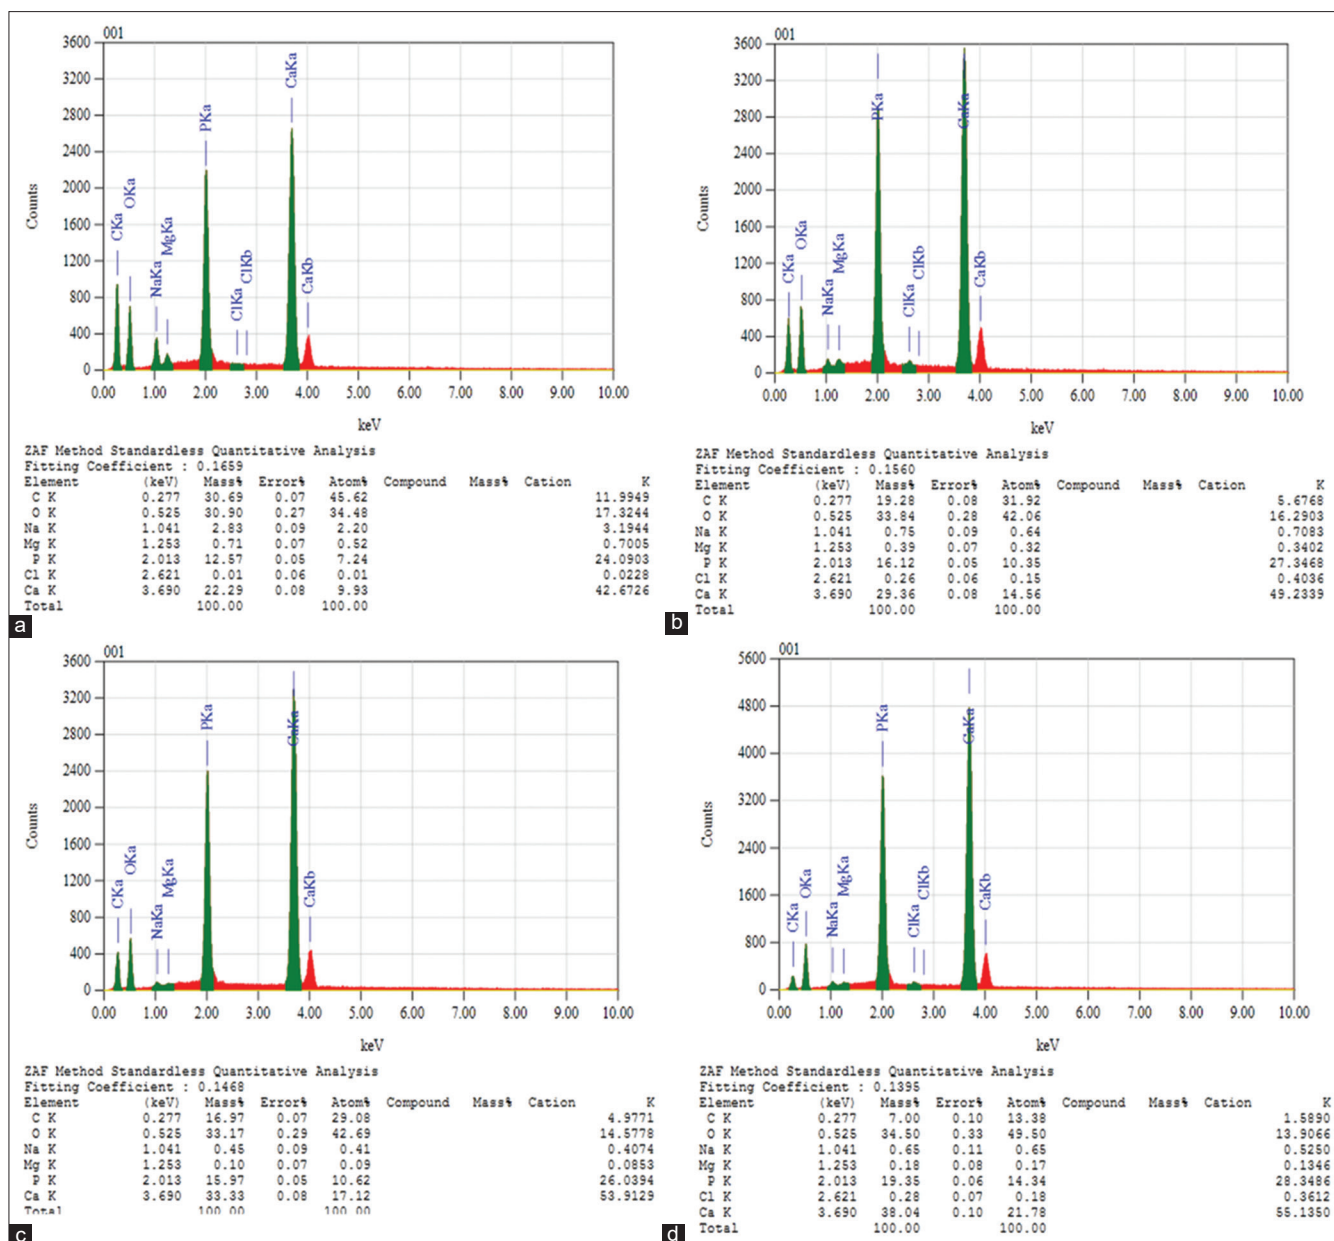 001
3600
3200
2800
2400
2000
1600
1200
800
400
0
Counts
CKa
OKa
NaKa
MgKa
PKa
ClKa
ClKb
CaKa
CaKb
0.00 1.00 2.00 3.00 4.00 5.00 6.00 7.00 8.00 9.00 10.00
keV
ZAF Method Standardless Quantitative Analysis
Fitting Coefficient : 0.1659
Element (keV) Mass% Error% Atom% Compound Mass% Cation K
C K 0.277 30.69 0.07 45.62 11.9949
O K 0.525 30.90 0.27 34.48 17.3244
Na K 1.041 2.83 0.09 2.20 3.1944
Mg K 1.253 0.71 0.07 0.52 0.7005
P K 2.013 12.57 0.05 7.24 24.0903
Cl K 2.621 0.01 0.06 0.01 0.0228
Ca K 3.690 22.29 0.08 9.93 42.6726
Total 100.00 100.00
a
001
3600
3200
2800
2400
2000
1600
1200
800
400
0
Counts
CKa
OKa
NaKa
MgKa
PKa
ClKa
ClKb
CaKa
CaKb
0.00 1.00 2.00 3.00 4.00 5.00 6.00 7.00 8.00 9.00 10.00
keV
ZAF Method Standardless Quantitative Analysis
Fitting Coefficient : 0.1560
Element (keV) Mass% Error% Atom% Compound Mass% Cation K
C K 0.277 19.28 0.08 31.92 5.6768
O K 0.525 33.84 0.28 42.06 16.2903
Na K 1.041 0.75 0.09 0.64 0.7083
Mg K 1.253 0.39 0.07 0.32 0.3402
P K 2.013 16.12 0.05 10.35 27.3468
Cl K 2.621 0.26 0.06 0.15 0.4036
Ca K 3.690 29.36 0.08 14.56 49.2339
Total 100.00 100.00
b
001
3600
3200
2800
2400
2000
1600
1200
800
400
0
Counts
CKa
OKa
NaKa
MgKa
PKa
CaKa
CaKb
0.00 1.00 2.00 3.00 4.00 5.00 6.00 7.00 8.00 9.00 10.00
keV
ZAF Method Standardless Quantitative Analysis
Fitting Coefficient : 0.1468
Element (keV) Mass% Error% Atom% Compound Mass% Cation K
C K 0.277 16.97 0.07 29.08 4.9771
O K 0.525 33.17 0.29 42.69 14.5778
Na K 1.041 0.45 0.09 0.41 0.4074
Mg K 1.253 0.10 0.07 0.09 0.0853
P K 2.013 15.97 0.05 10.62 26.0394
Ca K 3.690 33.33 0.08 17.12 53.9129
Total 100.00 100.00
c
001
5600
4800
4000
3200
2400
1600
800
0
Counts
CKa
OKa
NaKa
MgKa
PKa
ClKa
ClKb
CaKa
CaKb
0.00 1.00 2.00 3.00 4.00 5.00 6.00 7.00 8.00 9.00 10.00
keV
ZAF Method Standardless Quantitative Analysis
Fitting Coefficient : 0.1395
Element (keV) Mass% Error% Atom% Compound Mass% Cation K
C K 0.277 7.00 0.10 13.38 1.5890
O K 0.525 34.50 0.33 49.50 13.9066
Na K 1.041 0.65 0.11 0.65 0.5250
Mg K 1.253 0.18 0.08 0.17 0.1346
P K 2.013 19.35 0.06 14.34 28.3486
Cl K 2.621 0.28 0.07 0.18 0.3612
Ca K 3.690 38.04 0.10 21.78 55.1350
Total 100.00 100.00
d